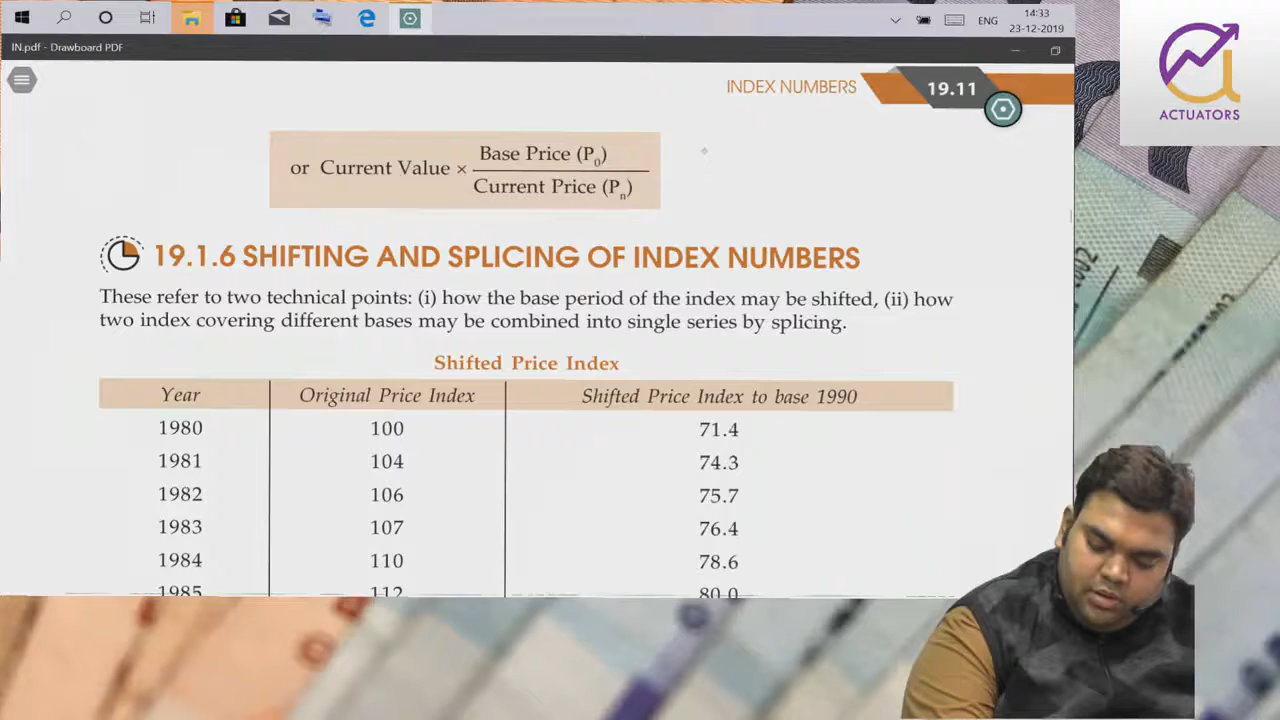 ENG
14:33
23-12-2019
IN.pdf - Drawboard PDF
INDEX NUMBERS
19.11
ACTUATORS
or Current Value × Base Price (P0)
Current Price (Pn)
19.1.6 SHIFTING AND SPLICING OF INDEX NUMBERS
These refer to two technical points: (i) how the base period of the index may be shifted, (ii) how
two index covering different bases may be combined into single series by splicing.
Shifted Price Index
Year Original Price Index Shifted Price Index to base 1990
1980 100 71.4
1981 104 74.3
1982 106 75.7
1983 107 76.4
1984 110 78.6
1985 112 80.0